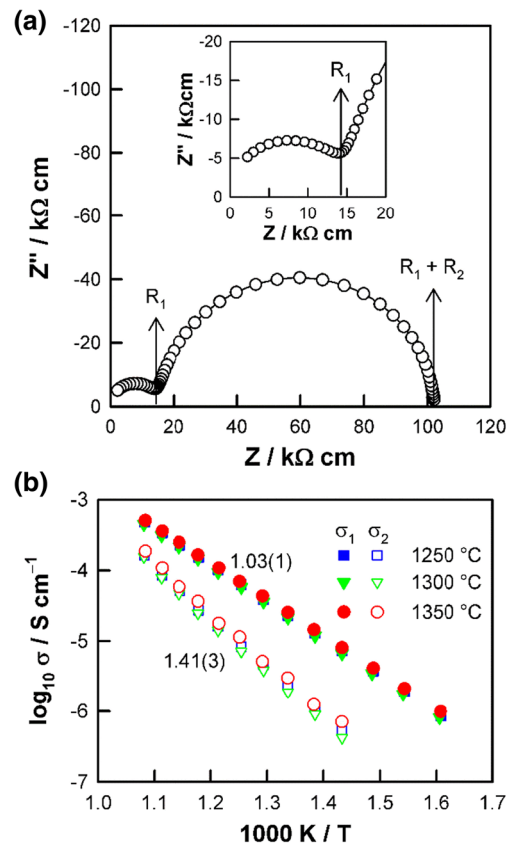 (a)
-120
-100
-80
-60
-40
-20
0
Z" / kΩ cm
0 20 40 60 80 100 120
Z / kΩ cm
R1
R1 + R2
-20
-15
-10
-5
0
Z" / kΩcm
0 5 10 15 20
Z / kΩ cm
R1
(b)
-3
-4
-5
-6
-7
log10 σ / S cm−1
σ1 σ2
1250 °C
1300 °C
1350 °C
1.03(1)
1.41(3)
1.0 1.1 1.2 1.3 1.4 1.5 1.6 1.7
1000 K / T